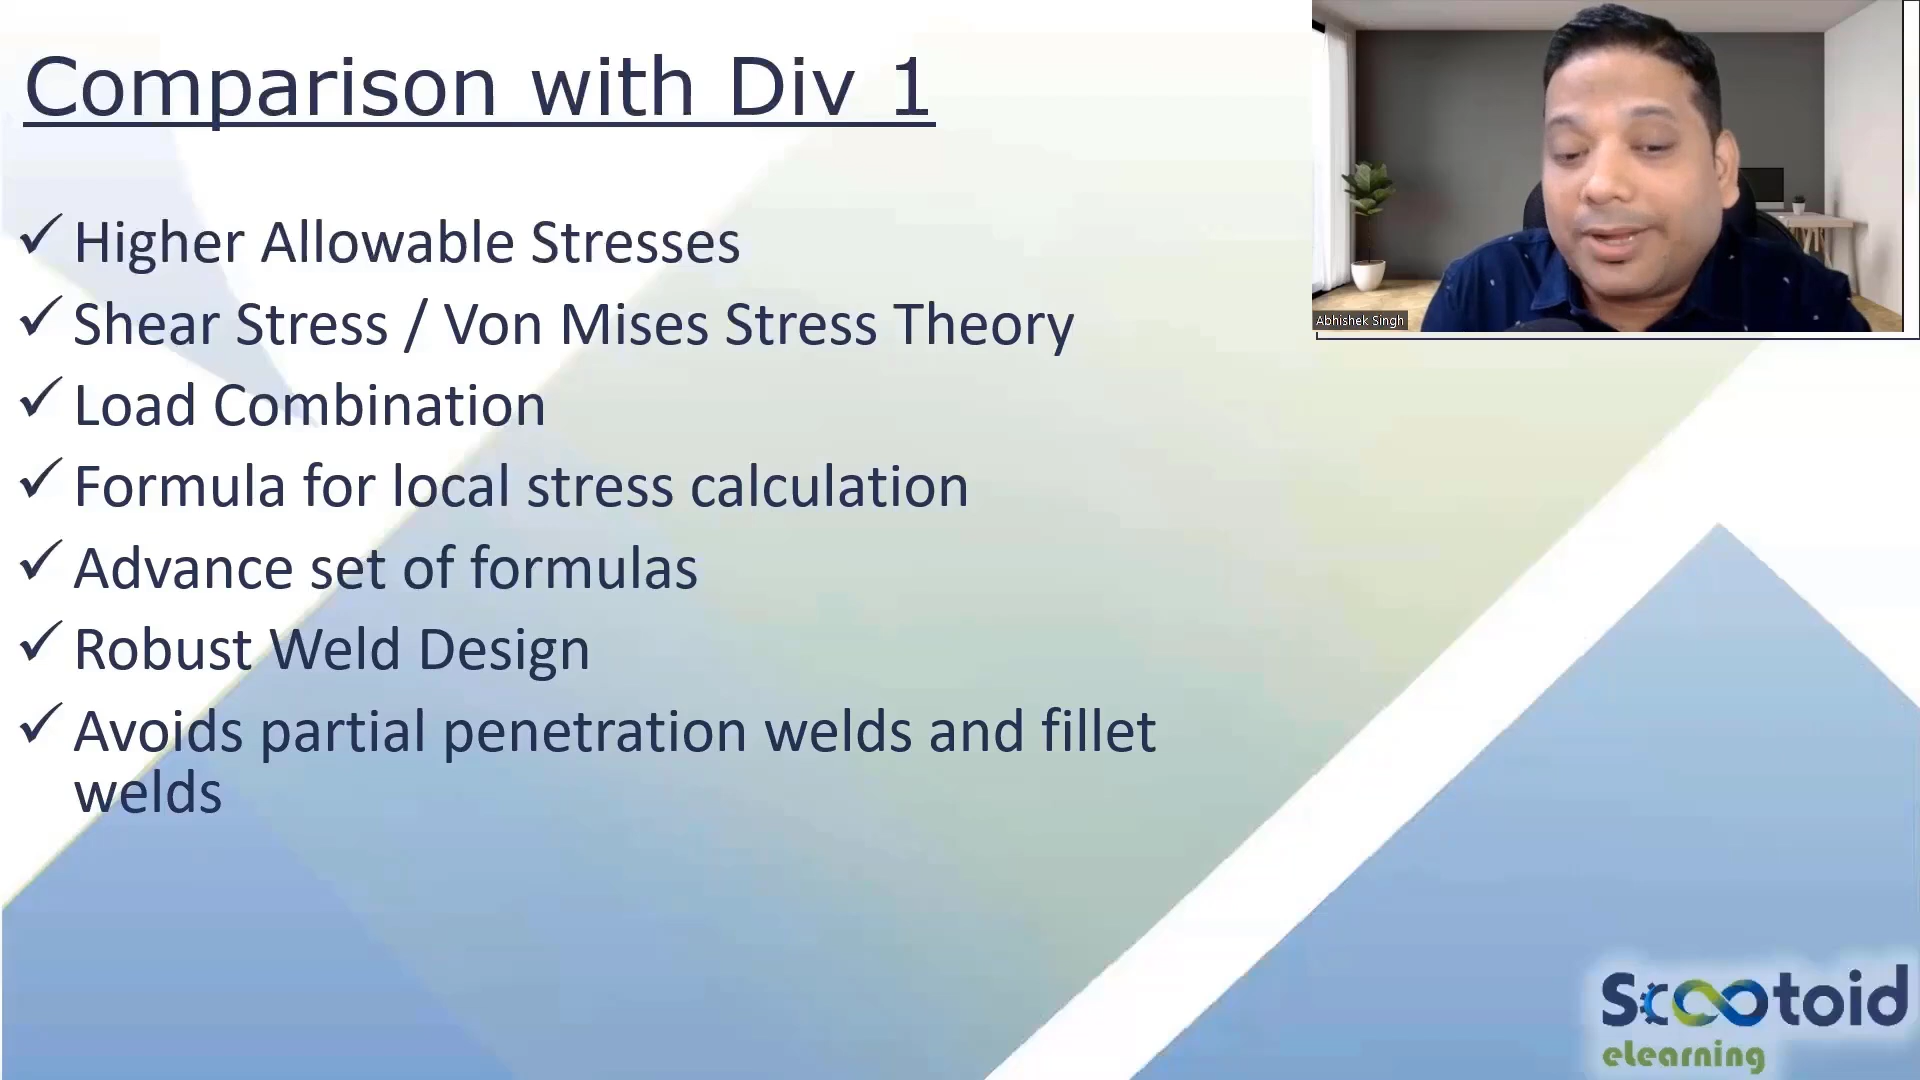 Comparison with Div 1
✓ Higher Allowable Stresses
✓ Shear Stress / Von Mises Stress Theory
✓ Load Combination
✓ Formula for local stress calculation
✓ Advance set of formulas
✓ Robust Weld Design
✓ Avoids partial penetration welds and fillet
welds
Abhishek Singh
Scootoid
elearning